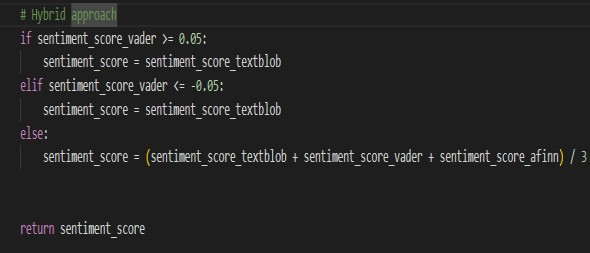 # Hybrid approach
if sentiment_score_vader >= 0.05:
    sentiment_score = sentiment_score_textblob
elif sentiment_score_vader <= -0.05:
    sentiment_score = sentiment_score_textblob
else:
    sentiment_score = (sentiment_score_textblob + sentiment_score_vader + sentiment_score_afinn) / 3
return sentiment_score